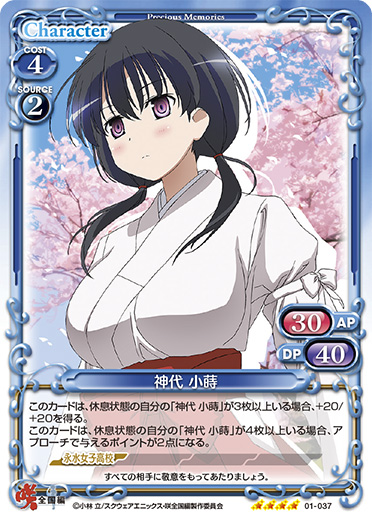 Precious Memories
Character
COST
4
SOURCE
2
30 AP
DP 40
神代 小蒔
このカードは、休息状態の自分の「神代 小蒔」が3枚以上いる場合、+20/
+20を得る。
このカードは、休息状態の自分の「神代 小蒔」が4枚以上いる場合、ア
プローチで与えるポイントが2点になる。
永水女子高校
すべての相手に敬意をもってあたりましょう。
咲 全国編
©小林 立/スクウェアエニックス・咲全国編製作委員会
★★★★ 01-037